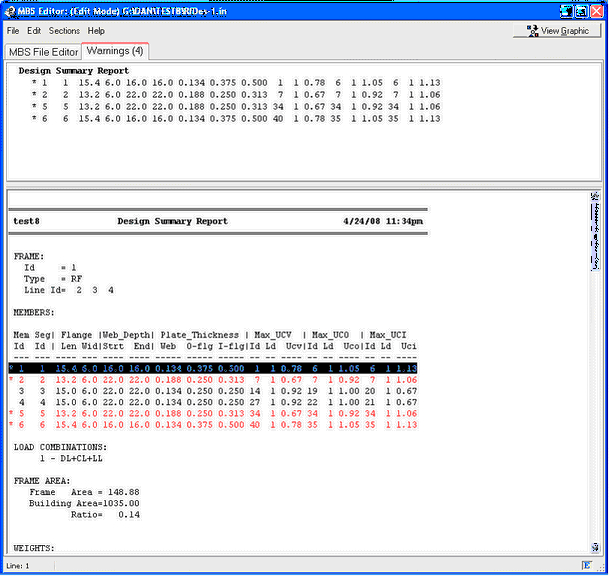 MBS Editor: (Edit Mode) G:\DAN\TESTB\RF\Des-1.in
File Edit Sections Help
View Graphic
MBS File Editor Warnings (4)
Design Summary Report
* 1 1 15.4 6.0 16.0 16.0 0.134 0.375 0.500 1 1 0.78 6 1 1.05 6 1 1.13
* 2 2 13.2 6.0 22.0 22.0 0.188 0.250 0.313 7 1 0.67 7 1 0.92 7 1 1.06
* 5 5 13.2 6.0 22.0 22.0 0.188 0.250 0.313 34 1 0.67 34 1 0.92 34 1 1.06
* 6 6 15.4 6.0 16.0 16.0 0.134 0.375 0.500 40 1 0.78 35 1 1.05 35 1 1.13
test8 Design Summary Report 4/24/08 11:34pm
FRAME:
Id = 1
Type = RF
Line Id= 2 3 4
MEMBERS:
Mem Seg| Flange |Web_Depth| Plate_Thickness | Max_UCV | Max_UCO | Max_UCI
Id Id | Len Wid|Strt End| Web O-flg I-flg|Id Ld Ucv|Id Ld Uco|Id Ld Uci
--- --- ---- --- ---- ---- ----- ----- ----- -- -- ---- -- -- ---- -- -- ----
* 1 1 15.4 6.0 16.0 16.0 0.134 0.375 0.500 1 1 0.78 6 1 1.05 6 1 1.13
* 2 2 13.2 6.0 22.0 22.0 0.188 0.250 0.313 7 1 0.67 7 1 0.92 7 1 1.06
3 3 15.0 6.0 22.0 22.0 0.134 0.250 0.250 14 1 0.92 19 1 1.00 20 1 0.67
4 4 15.0 6.0 22.0 22.0 0.134 0.250 0.250 27 1 0.92 22 1 1.00 21 1 0.67
* 5 5 13.2 6.0 22.0 22.0 0.188 0.250 0.313 34 1 0.67 34 1 0.92 34 1 1.06
* 6 6 15.4 6.0 16.0 16.0 0.134 0.375 0.500 40 1 0.78 35 1 1.05 35 1 1.13
LOAD COMBINATIONS:
1 - DL+CL+LL
FRAME AREA:
Frame Area = 148.88
Building Area=1035.00
Ratio= 0.14
WEIGHTS:
Line: 1
E